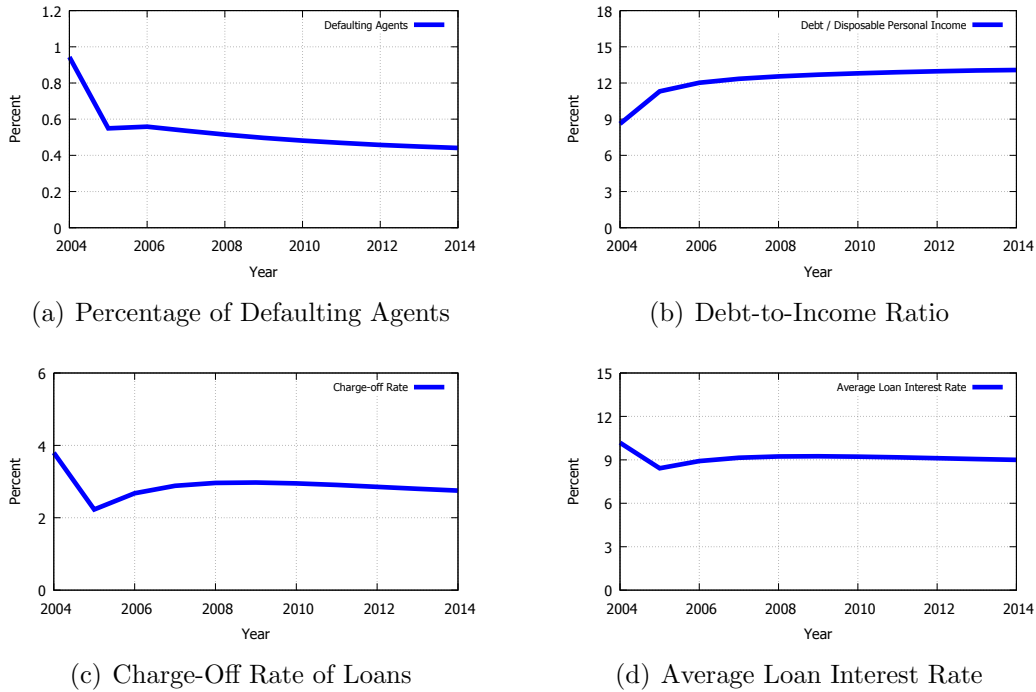 Defaulting Agents
Percent
1.2
1
0.8
0.6
0.4
0.2
0
2004 2006 2008 2010 2012 2014
Year
(a) Percentage of Defaulting Agents
Debt / Disposable Personal Income
Percent
18
15
12
9
6
3
0
2004 2006 2008 2010 2012 2014
Year
(b) Debt-to-Income Ratio
Charge-off Rate
Percent
6
4
2
0
2004 2006 2008 2010 2012 2014
Year
(c) Charge-Off Rate of Loans
Average Loan Interest Rate
Percent
15
12
9
6
3
0
2004 2006 2008 2010 2012 2014
Year
(d) Average Loan Interest Rate